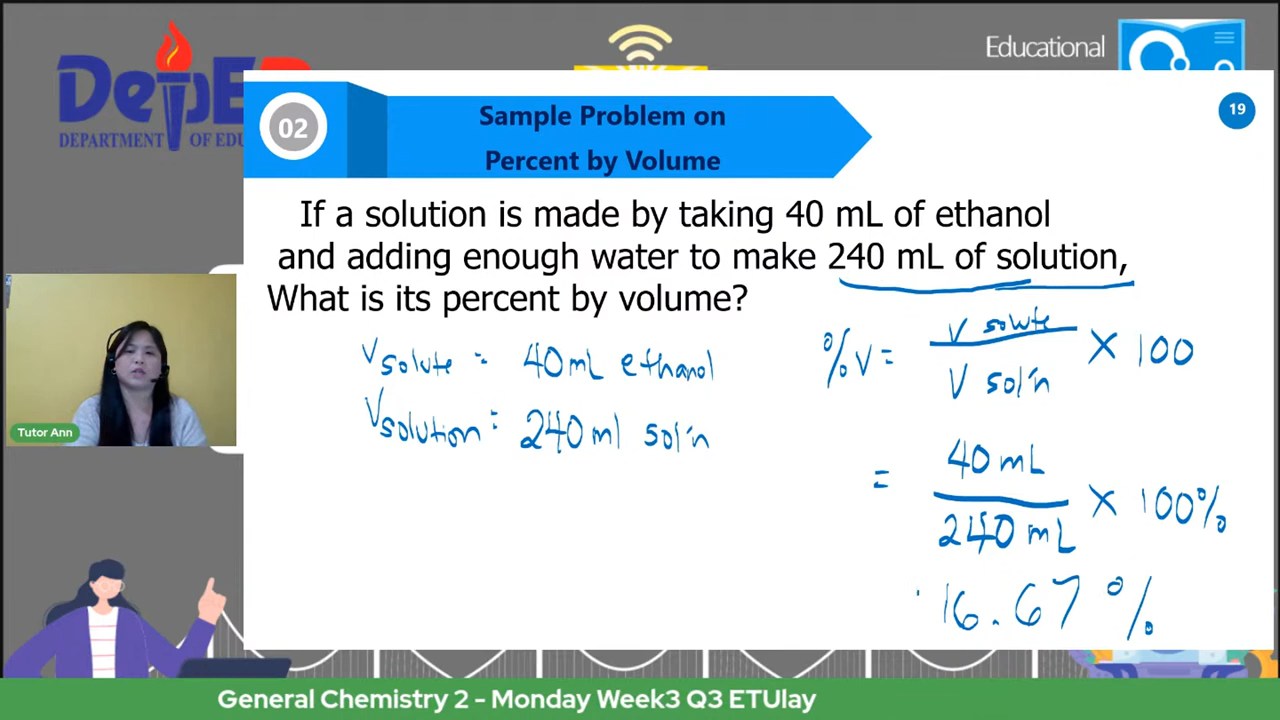 DepED
DEPARTMENT OF EDU
Educational
02
Sample Problem on
Percent by Volume
19
If a solution is made by taking 40 mL of ethanol
and adding enough water to make 240 mL of solution,
What is its percent by volume?
Vsolute = 40 mL ethanol
Vsolution = 240 ml sol'n
%V = V solute / V sol'n X 100
= 40 mL / 240 mL X 100%
16.67 %
Tutor Ann
General Chemistry 2 - Monday Week3 Q3 ETUlay